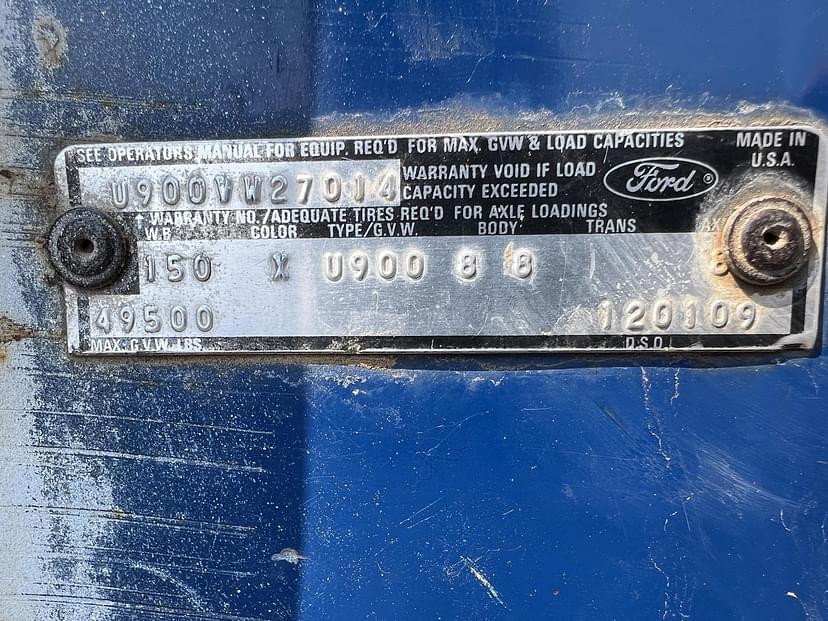 SEE OPERATORS MANUAL FOR EQUIP. REQ'D FOR MAX. GVW & LOAD CAPACITIES
MADE IN
U.S.A.
U900VW27014
WARRANTY VOID IF LOAD
CAPACITY EXCEEDED
Ford ®
WARRANTY NO./ADEQUATE TIRES REQ'D FOR AXLE LOADINGS
W.B. COLOR TYPE/G.V.W. BODY TRANS
150 X U900 8 8
49500 120109
MAX. G.V.W. LBS. D.S.O.